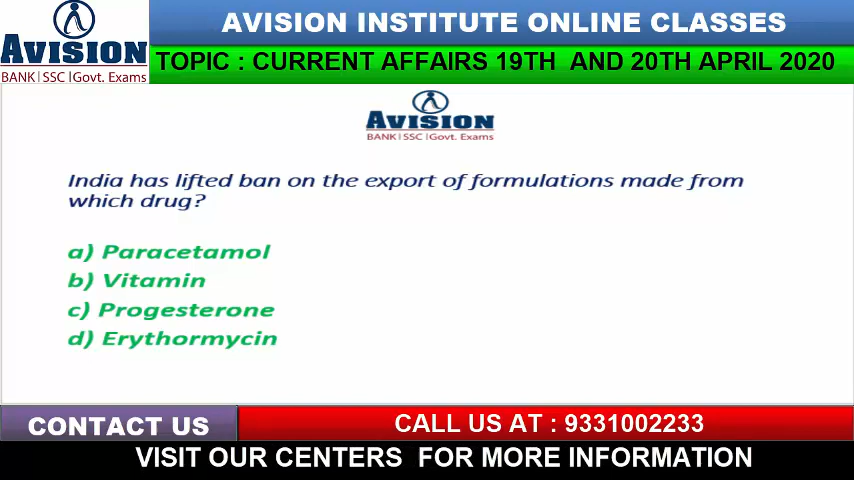 AVISION INSTITUTE ONLINE CLASSES
AVISION
BANK|SSC|Govt. Exams
TOPIC : CURRENT AFFAIRS 19TH AND 20TH APRIL 2020
AVISION
BANK|SSC|Govt. Exams
India has lifted ban on the export of formulations made from
which drug?
a) Paracetamol
b) Vitamin
c) Progesterone
d) Erythormycin
CONTACT US
CALL US AT : 9331002233
VISIT OUR CENTERS FOR MORE INFORMATION